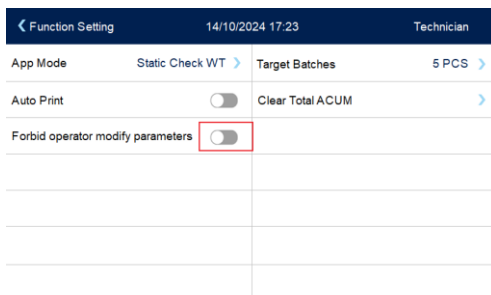 Function Setting 14/10/2024 17:23 Technician
App Mode Static Check WT Target Batches 5 PCS
Auto Print Clear Total ACUM
Forbid operator modify parameters